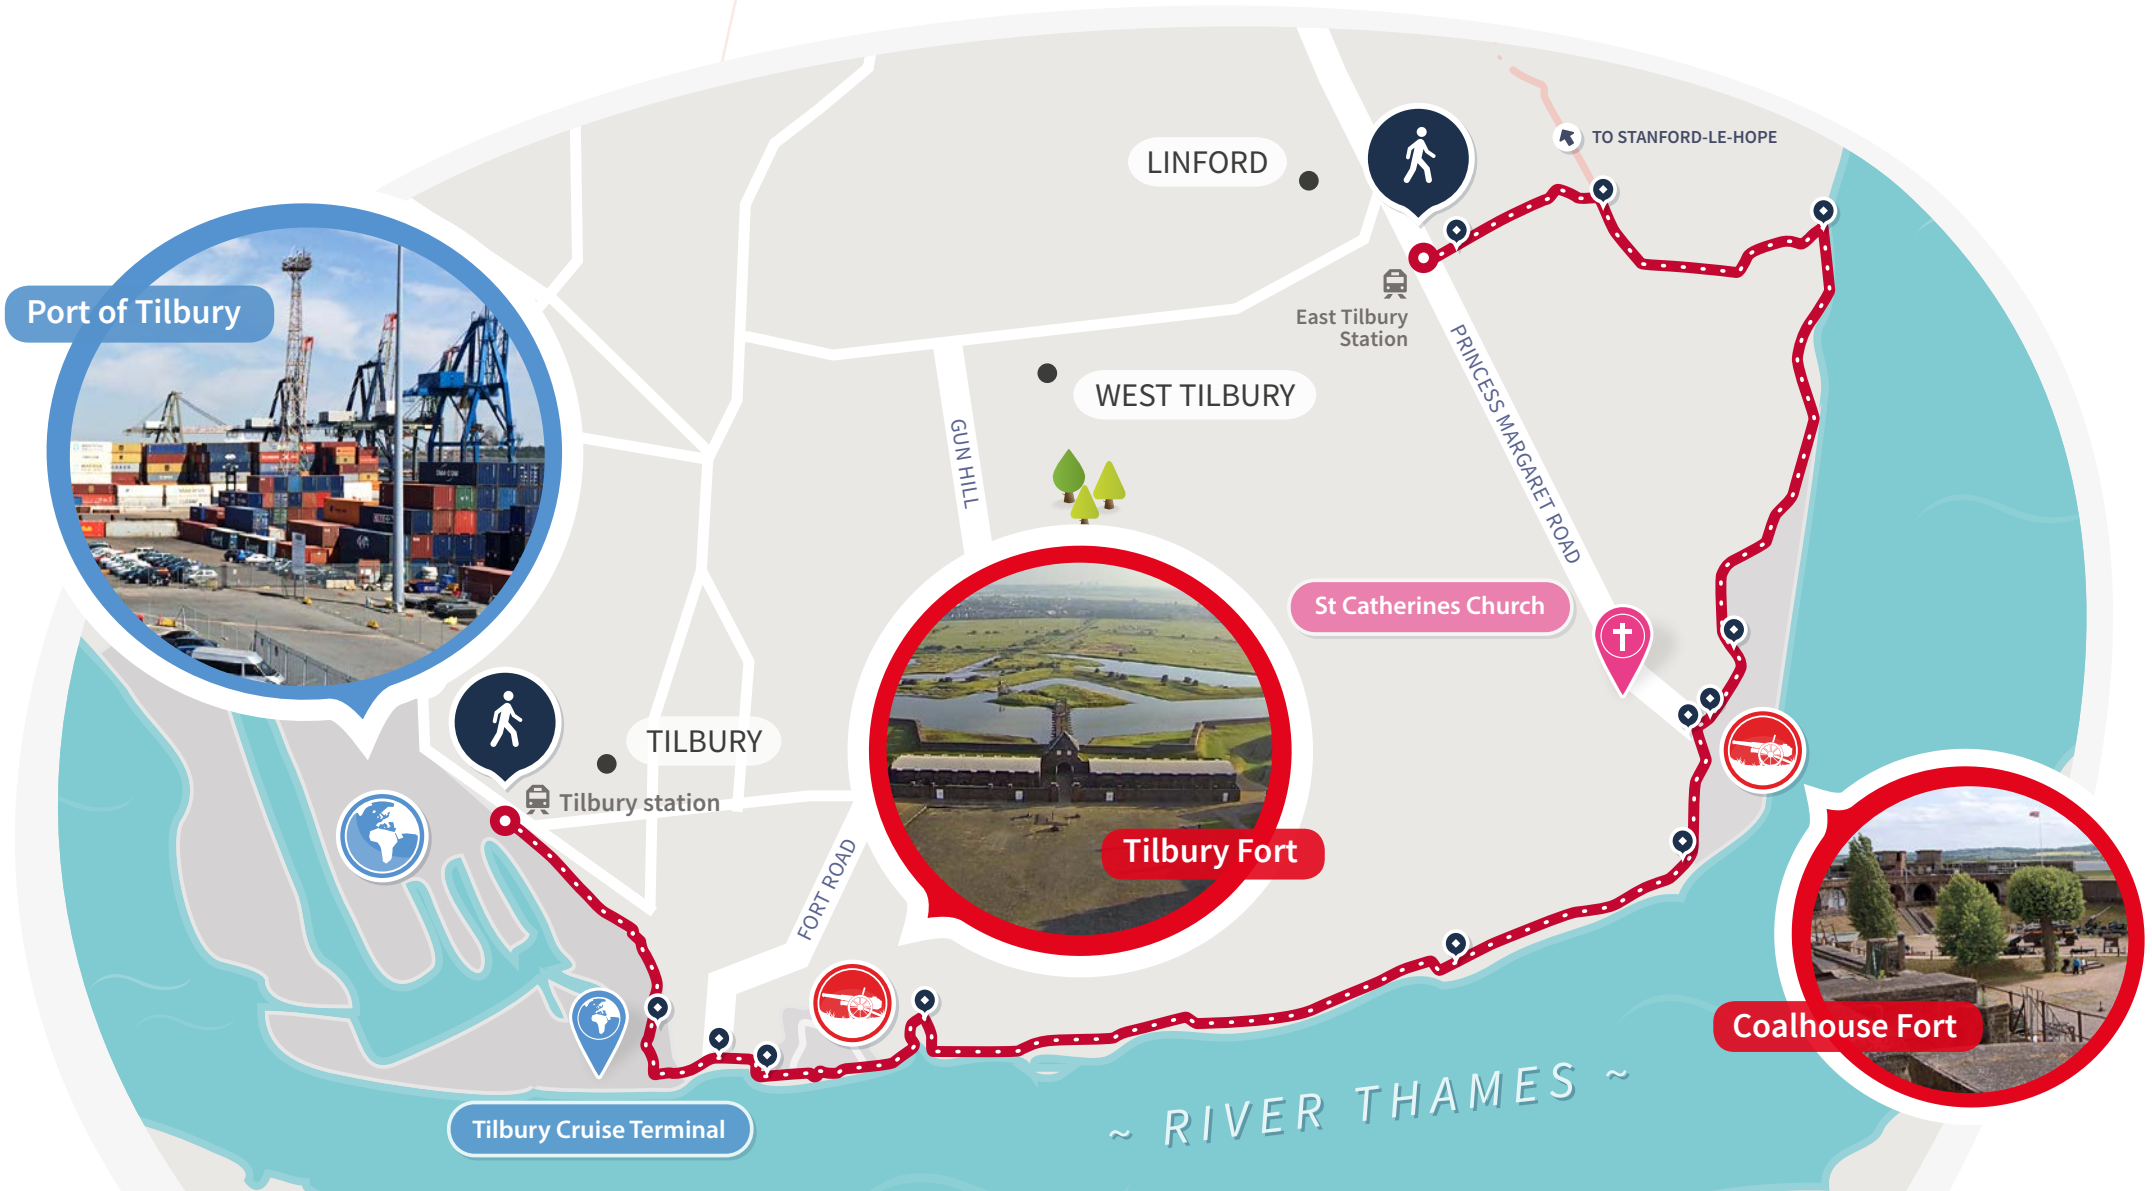 TO STANFORD-LE-HOPE
LINFORD
Port of Tilbury
East Tilbury
Station
PRINCESS MARGARET ROAD
WEST TILBURY
GUN HILL
St Catherines Church
TILBURY
Tilbury station
Tilbury Fort
FORT ROAD
Coalhouse Fort
~ RIVER THAMES ~
Tilbury Cruise Terminal